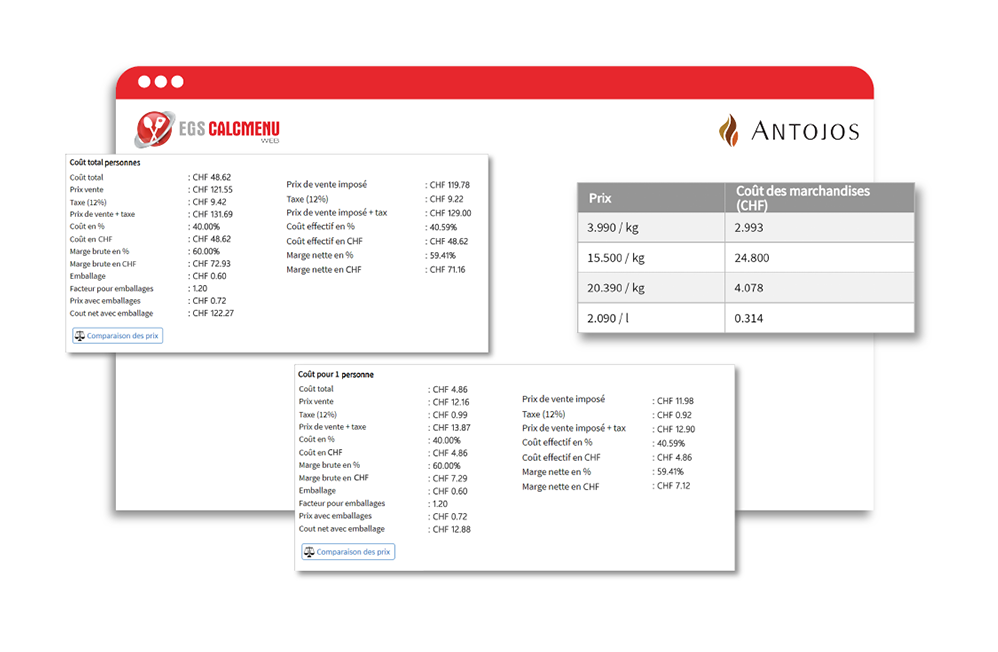 EGS CALCMENU
WEB
ANTOJOS
Coût total personnes
Coût total : CHF 48.62
Prix vente : CHF 121.55
Taxe (12%) : CHF 9.42
Prix de vente + taxe : CHF 131.69
Coût en % : 40.00%
Coût en CHF : CHF 48.62
Marge brute en % : 60.00%
Marge brute en CHF : CHF 72.93
Emballage : CHF 0.60
Facteur pour emballages : 1.20
Prix avec emballages : CHF 0.72
Cout net avec emballage : CHF 122.27
Comparaison des prix
Prix de vente imposé : CHF 119.78
Taxe (12%) : CHF 9.22
Prix de vente imposé + tax : CHF 129.00
Coût effectif en % : 40.59%
Coût effectif en CHF : CHF 48.62
Marge nette en % : 59.41%
Marge nette en CHF : CHF 71.16
Prix Coût des marchandises
(CHF)
3.990 / kg 2.993
15.500 / kg 24.800
20.390 / kg 4.078
2.090 / l 0.314
Coût pour 1 personne
Coût total : CHF 4.86
Prix vente : CHF 12.16
Taxe (12%) : CHF 0.99
Prix de vente + taxe : CHF 13.87
Coût en % : 40.00%
Coût en CHF : CHF 4.86
Marge brute en % : 60.00%
Marge brute en CHF : CHF 7.29
Emballage : CHF 0.60
Facteur pour emballages : 1.20
Prix avec emballages : CHF 0.72
Cout net avec emballage : CHF 12.88
Comparaison des prix
Prix de vente imposé : CHF 11.98
Taxe (12%) : CHF 0.92
Prix de vente imposé + tax : CHF 12.90
Coût effectif en % : 40.59%
Coût effectif en CHF : CHF 4.86
Marge nette en % : 59.41%
Marge nette en CHF : CHF 7.12